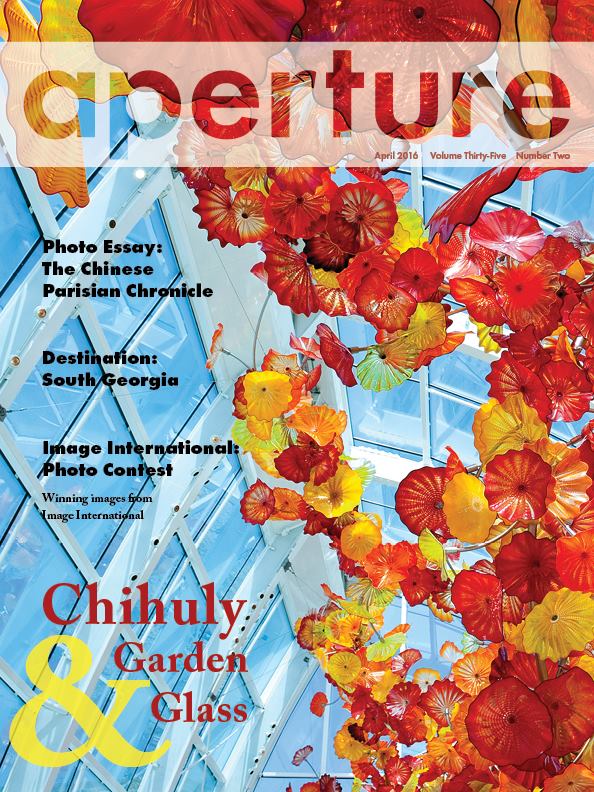 aperture
April 2016 Volume Thirty-Five Number Two
Photo Essay:
The Chinese
Parisian Chronicle
Destination:
South Georgia
Image International:
Photo Contest
Winning images from
Image International
Chihuly
& Garden
Glass